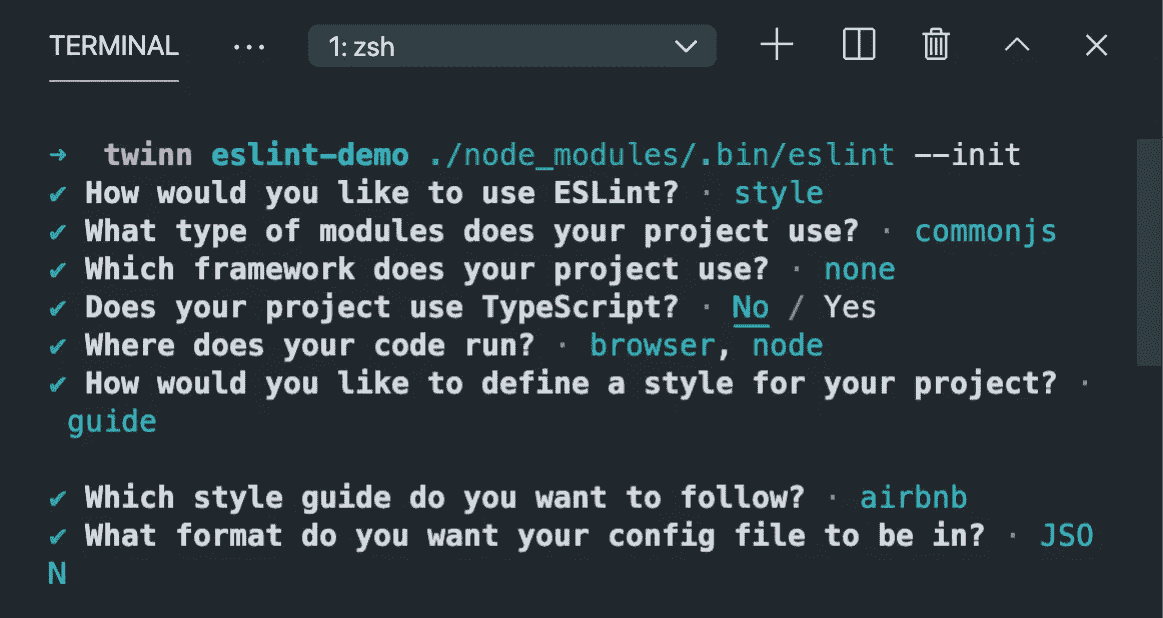 TERMINAL ... 1: zsh
➜ twinn eslint-demo ./node_modules/.bin/eslint --init
✔ How would you like to use ESLint? · style
✔ What type of modules does your project use? · commonjs
✔ Which framework does your project use? · none
✔ Does your project use TypeScript? · No / Yes
✔ Where does your code run? · browser, node
✔ How would you like to define a style for your project? ·
guide
✔ Which style guide do you want to follow? · airbnb
✔ What format do you want your config file to be in? · JSO
N